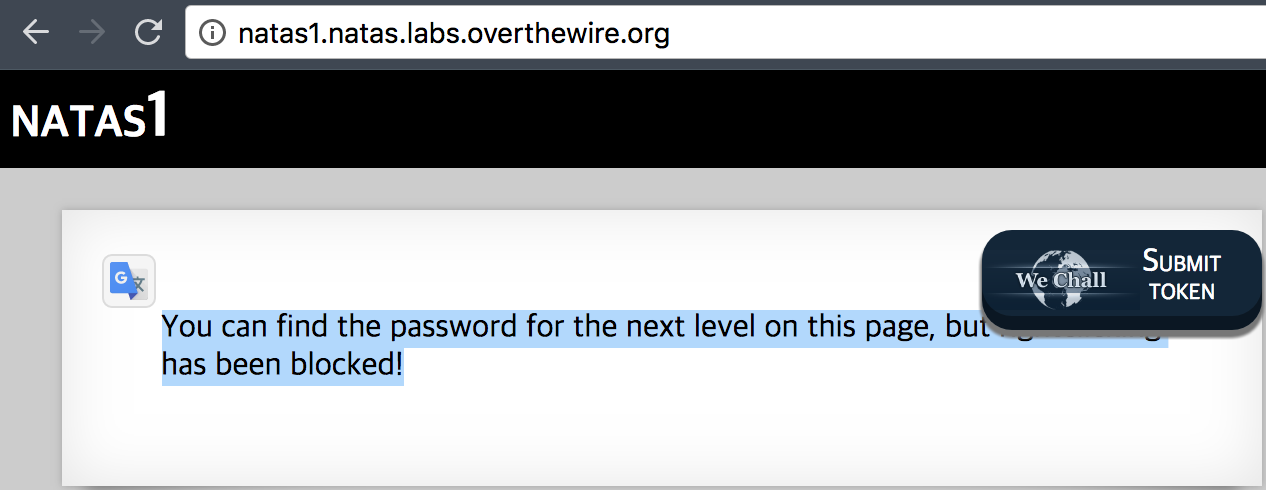 natas1.natas.labs.overthewire.org
NATAS1
G 文
We Chall
SUBMIT
TOKEN
You can find the password for the next level on this page, but
has been blocked!